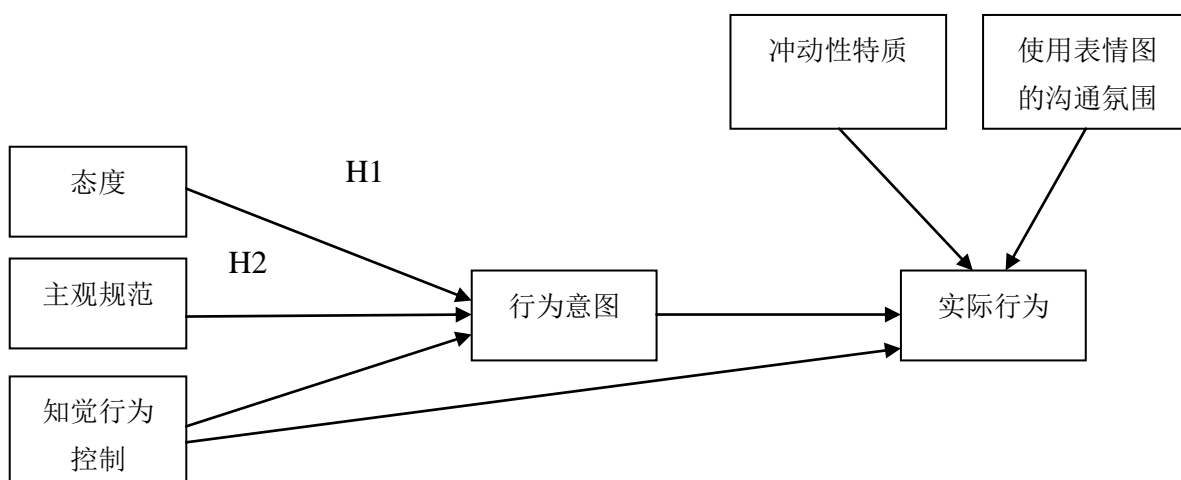 冲动性特质
使用表情图
的沟通氛围
态度
H1
主观规范
H2
行为意图
实际行为
知觉行为
控制